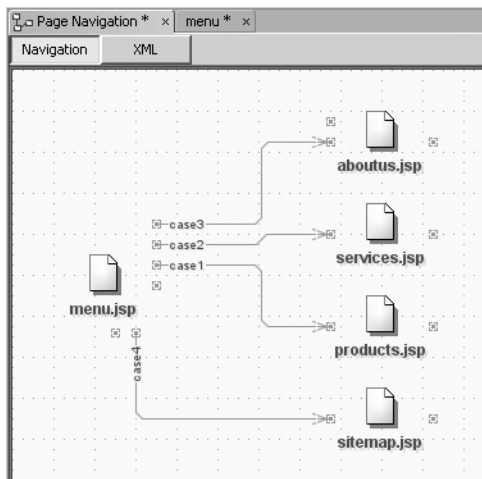 Page Navigation * × menu * ×
Navigation XML
aboutus.jsp
case3
case2
services.jsp
case1
menu.jsp
products.jsp
case4
sitemap.jsp